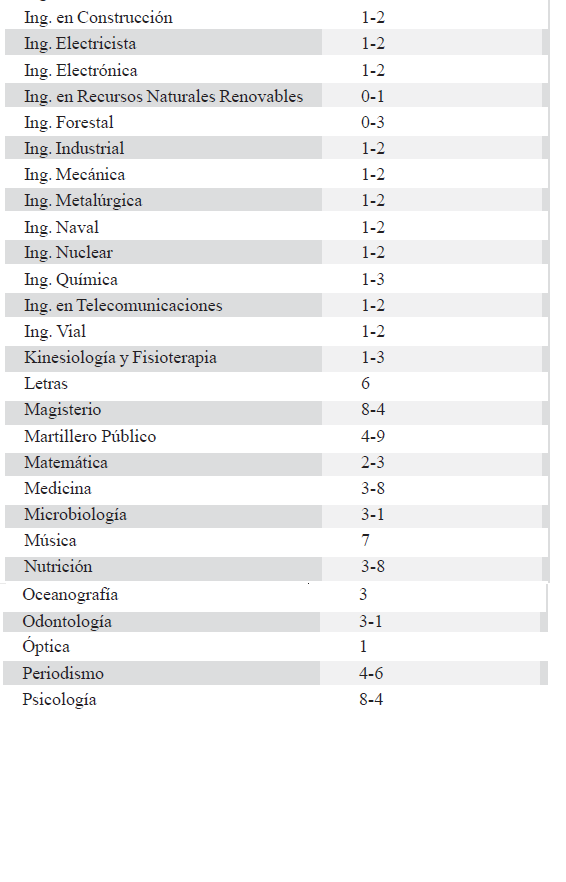 Ing. en Construcción 1-2
Ing. Electricista 1-2
Ing. Electrónica 1-2
Ing. en Recursos Naturales Renovables 0-1
Ing. Forestal 0-3
Ing. Industrial 1-2
Ing. Mecánica 1-2
Ing. Metalúrgica 1-2
Ing. Naval 1-2
Ing. Nuclear 1-2
Ing. Química 1-3
Ing. en Telecomunicaciones 1-2
Ing. Vial 1-2
Kinesiología y Fisioterapia 1-3
Letras 6
Magisterio 8-4
Martillero Público 4-9
Matemática 2-3
Medicina 3-8
Microbiología 3-1
Música 7
Nutrición 3-8
Oceanografía 3
Odontología 3-1
Óptica 1
Periodismo 4-6
Psicología 8-4